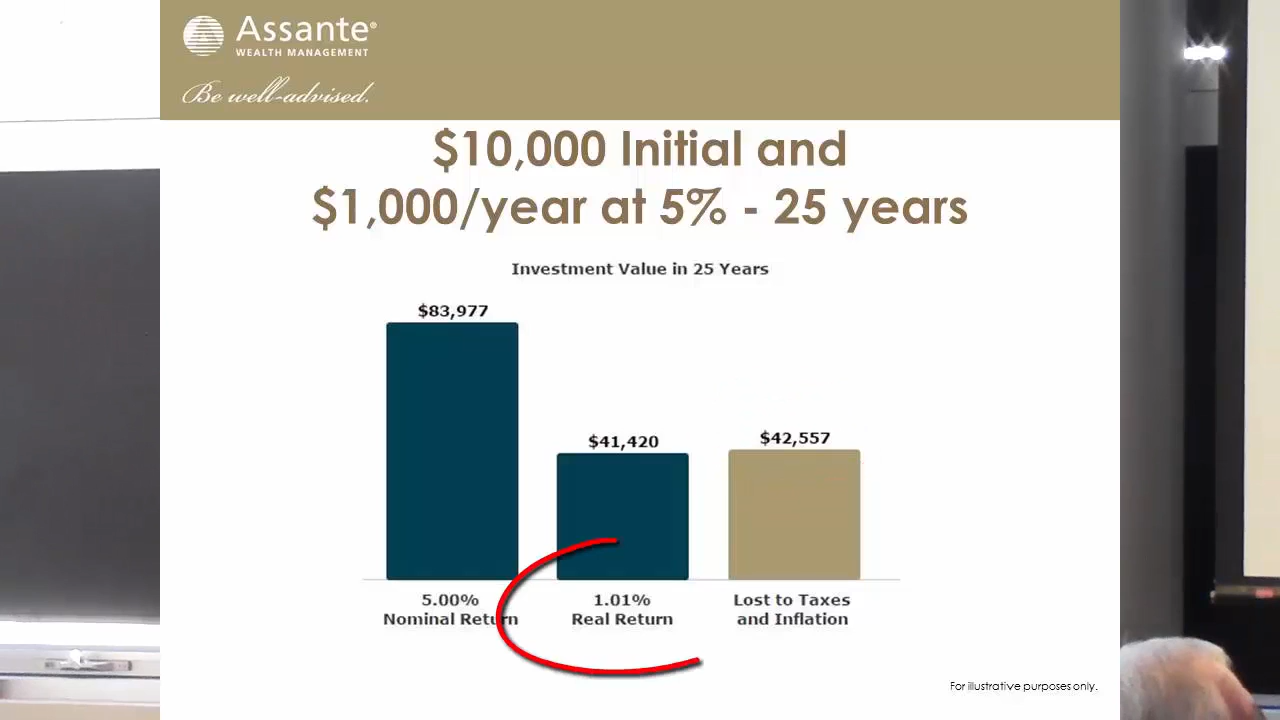 Assante®
WEALTH MANAGEMENT
Be well-advised.
$10,000 Initial and
$1,000/year at 5% - 25 years
Investment Value in 25 Years
$83,977
$41,420
$42,557
5.00%
Nominal Return
1.01%
Real Return
Lost to Taxes
and Inflation
For illustrative purposes only.